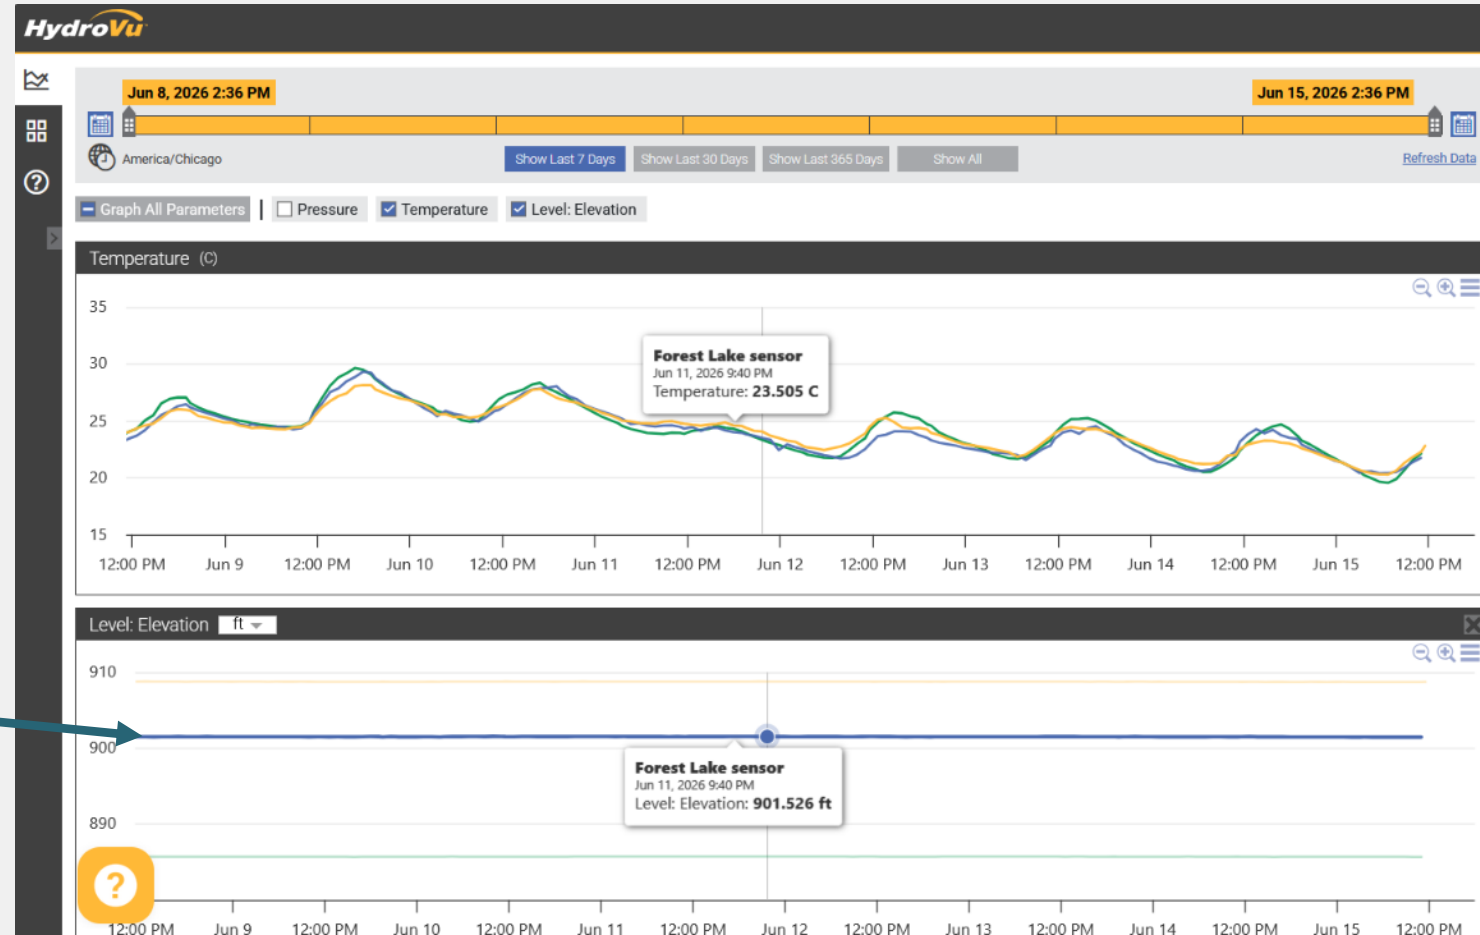 HydroVu
Jun 8, 2026 2:36 PM
Jun 15, 2026 2:36 PM
America/Chicago
Show Last 7 Days
Show Last 30 Days
Show Last 365 Days
Show All
Refresh Data
Graph All Parameters
Pressure
Temperature
Level: Elevation
Temperature (C)
35
30
25
20
15
Forest Lake sensor
Jun 11, 2026 9:40 PM
Temperature: 23.505 C
12:00 PM Jun 9 12:00 PM Jun 10 12:00 PM Jun 11 12:00 PM Jun 12 12:00 PM Jun 13 12:00 PM Jun 14 12:00 PM Jun 15 12:00 PM
Level: Elevation ft
910
900
890
Forest Lake sensor
Jun 11, 2026 9:40 PM
Level: Elevation: 901.526 ft
?
12:00 PM Jun 9 12:00 PM Jun 10 12:00 PM Jun 11 12:00 PM Jun 12 12:00 PM Jun 13 12:00 PM Jun 14 12:00 PM Jun 15 12:00 PM